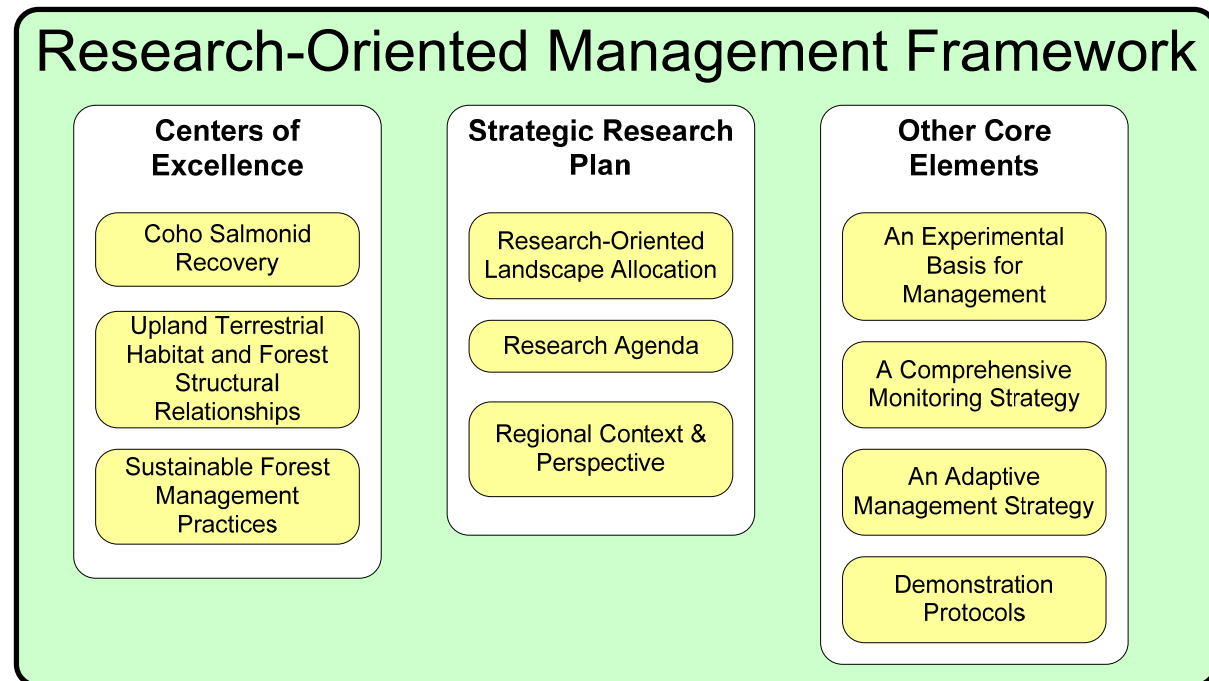 Research-Oriented Management Framework
Centers of
Excellence
Coho Salmonid
Recovery
Upland Terrestrial
Habitat and Forest
Structural
Relationships
Sustainable Forest
Management
Practices
Strategic Research
Plan
Research-Oriented
Landscape Allocation
Research Agenda
Regional Context &
Perspective
Other Core
Elements
An Experimental
Basis for
Management
A Comprehensive
Monitoring Strategy
An Adaptive
Management Strategy
Demonstration
Protocols